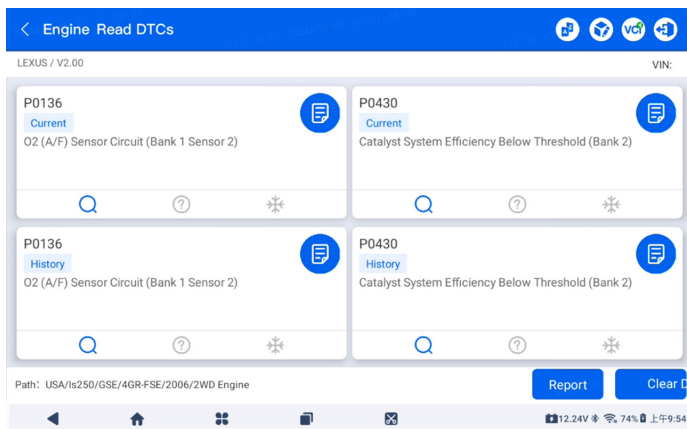 Engine Read DTCs
VCI
LEXUS / V2.00
VIN:
P0136
Current
O2 (A/F) Sensor Circuit (Bank 1 Sensor 2)
P0430
Current
Catalyst System Efficiency Below Threshold (Bank 2)
P0136
History
O2 (A/F) Sensor Circuit (Bank 1 Sensor 2)
P0430
History
Catalyst System Efficiency Below Threshold (Bank 2)
Path: USA/Is250/GSE/4GR-FSE/2006/2WD Engine
Report
Clear D
12.24V 74% 上午9:54